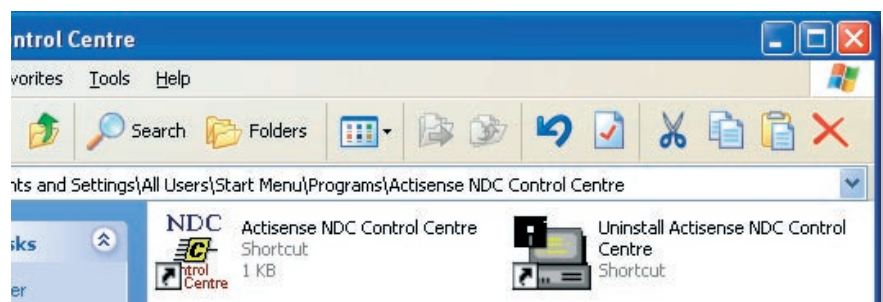 ntrol Centre
vorites Tools Help
Search Folders
nts and Settings\All Users\Start Menu\Programs\Actisense NDC Control Centre
sks
er
NDC
C
ntrol
Centre
Actisense NDC Control Centre
Shortcut
1 KB
Uninstall Actisense NDC Control
Centre
Shortcut